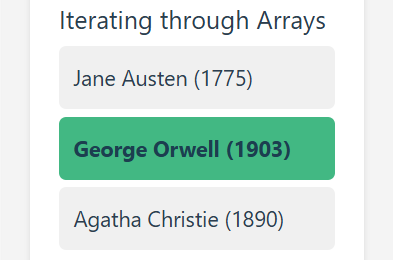 Iterating through Arrays
Jane Austen (1775)
George Orwell (1903)
Agatha Christie (1890)